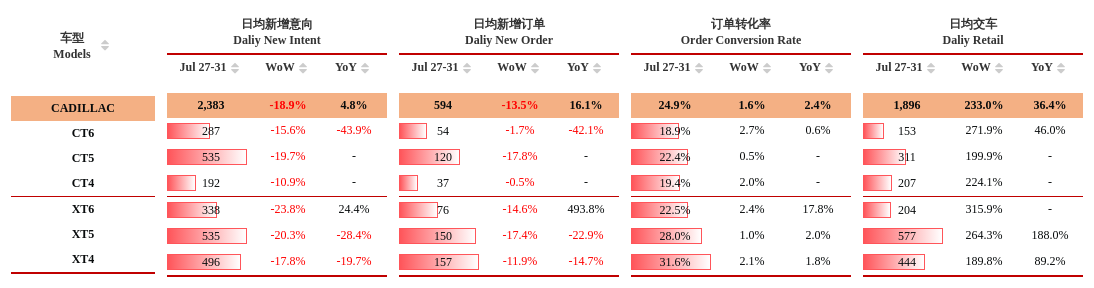 车型 日均新增意向 日均新增订单 订单转化率 日均交车
Models Daliy New Intent Daliy New Order Order Conversion Rate Daliy Retail
Jul 27-31 WoW YoY Jul 27-31 WoW YoY Jul 27-31 WoW YoY Jul 27-31 WoW YoY
CADILLAC 2,383 -18.9% 4.8% 594 -13.5% 16.1% 24.9% 1.6% 2.4% 1,896 233.0% 36.4%
CT6 287 -15.6% -43.9% 54 -1.7% -42.1% 18.9% 2.7% 0.6% 153 271.9% 46.0%
CT5 535 -19.7% - 120 -17.8% - 22.4% 0.5% - 311 199.9% -
CT4 192 -10.9% - 37 -0.5% - 19.4% 2.0% - 207 224.1% -
XT6 338 -23.8% 24.4% 76 -14.6% 493.8% 22.5% 2.4% 17.8% 204 315.9% -
XT5 535 -20.3% -28.4% 150 -17.4% -22.9% 28.0% 1.0% 2.0% 577 264.3% 188.0%
XT4 496 -17.8% -19.7% 157 -11.9% -14.7% 31.6% 2.1% 1.8% 444 189.8% 89.2%